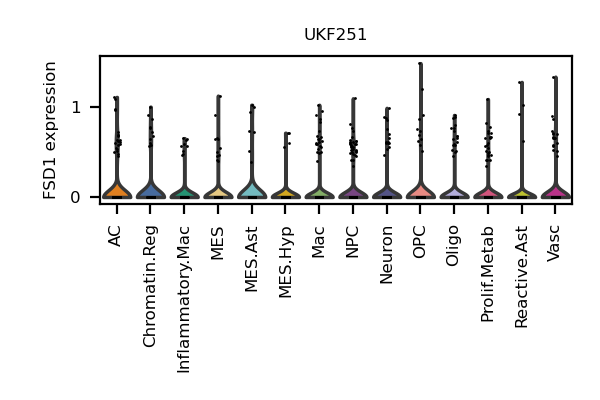 UKF251
FSD1 expression
1
0
AC
Chromatin.Reg
Inflammatory.Mac
MES
MES.Ast
MES.Hyp
Mac
NPC
Neuron
OPC
Oligo
Prolif.Metab
Reactive.Ast
Vasc